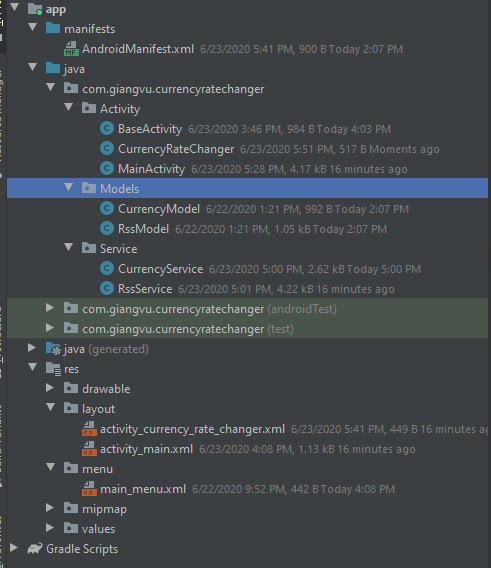 app
manifests
AndroidManifest.xml 6/23/2020 5:41 PM, 900 B Today 2:07 PM
java
com.giangvu.currencyratechanger
Activity
BaseActivity 6/23/2020 3:46 PM, 984 B Today 4:03 PM
CurrencyRateChanger 6/23/2020 5:51 PM, 517 B Moments ago
MainActivity 6/23/2020 5:28 PM, 4.17 kB 16 minutes ago
Models
CurrencyModel 6/22/2020 1:21 PM, 992 B Today 2:07 PM
RssModel 6/22/2020 1:21 PM, 1.05 kB Today 2:07 PM
Service
CurrencyService 6/23/2020 5:00 PM, 2.62 kB Today 5:00 PM
RssService 6/23/2020 5:01 PM, 4.22 kB 16 minutes ago
com.giangvu.currencyratechanger (androidTest)
com.giangvu.currencyratechanger (test)
java (generated)
res
drawable
layout
activity_currency_rate_changer.xml 6/23/2020 5:41 PM, 449 B 16 minutes ag
activity_main.xml 6/23/2020 4:08 PM, 1.13 kB 16 minutes ago
menu
main_menu.xml 6/22/2020 9:52 PM, 442 B Today 4:08 PM
mipmap
values
Gradle Scripts